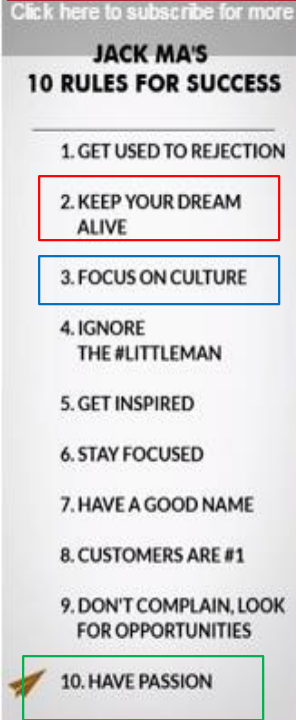 Click here to subscribe for more
JACK MA'S
10 RULES FOR SUCCESS
1. GET USED TO REJECTION
2. KEEP YOUR DREAM
ALIVE
3. FOCUS ON CULTURE
4. IGNORE
THE #LITTLEMAN
5. GET INSPIRED
6. STAY FOCUSED
7. HAVE A GOOD NAME
8. CUSTOMERS ARE #1
9. DON'T COMPLAIN, LOOK
FOR OPPORTUNITIES
10. HAVE PASSION